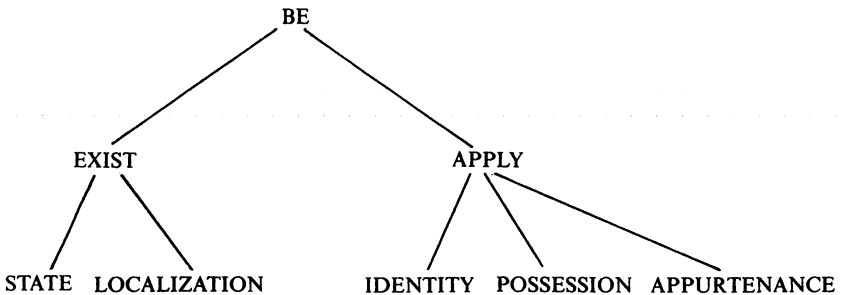 BE
EXIST APPLY
STATE LOCALIZATION IDENTITY POSSESSION APPURTENANCE